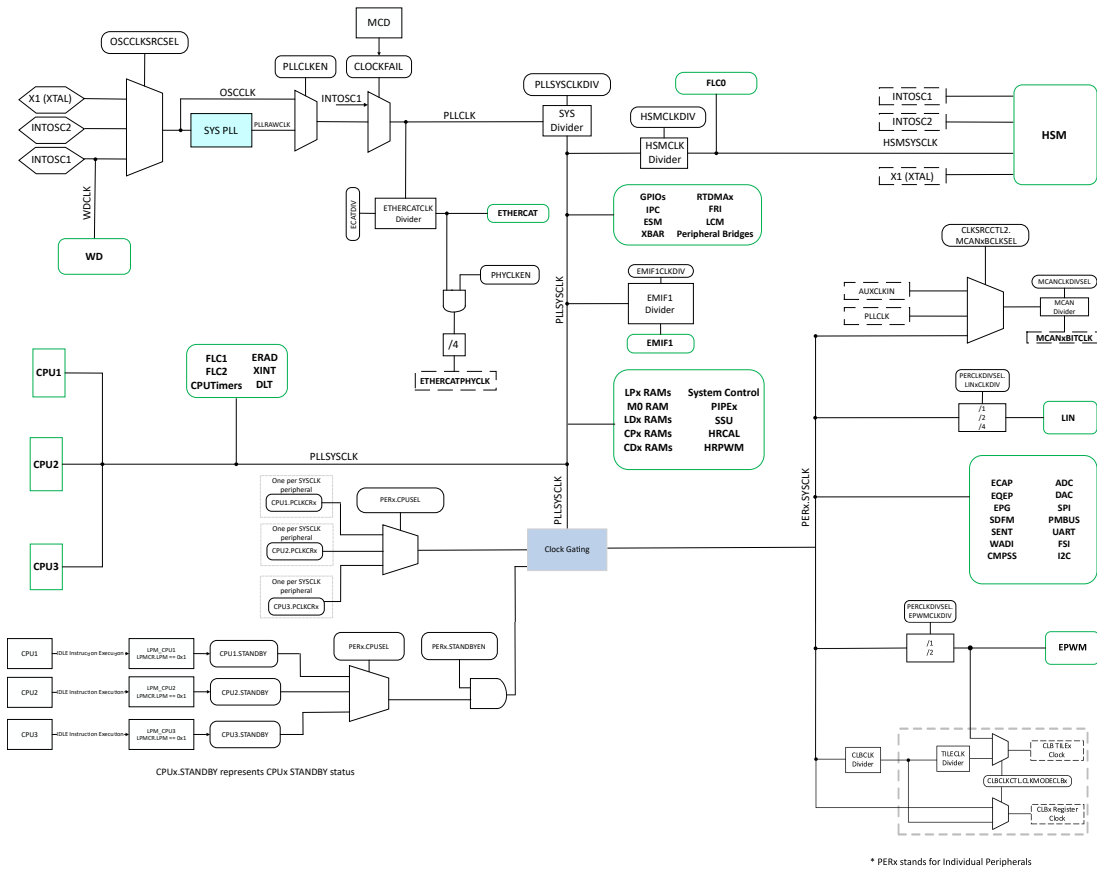 MCD
OSCCLKSRCSEL
PLLCLKEN
CLOCKFAIL
PLLSYSCLKDIV
FLC0
X1 (XTAL)
INTOSC2
INTOSC1
OSCCLK
SYS PLL
PLLRAWCLK
INTOSC1
PLLCLK
SYS
Divider
HSMCLKDIV
HSMCLK
Divider
INTOSC1
INTOSC2
HSMSYSCLK
X1 (XTAL)
HSM
WDCLK
WD
ECATDIV
ETHERCATCLK
Divider
ETHERCAT
PHYCLKEN
/4
ETHERCATPHYCLK
GPIOs RTDMAx
IPC FRI
ESM LCM
XBAR Peripheral Bridges
PLLSYSCLK
EMIF1CLKDIV
EMIF1
Divider
EMIF1
CLKSRCCTL2.
MCANxBCLKSEL
AUXCLKIN
PLLCLK
MCANCLKDIVSEL
MCAN
Divider
MCANxBITCLK
CPU1
CPU2
CPU3
FLC1 ERAD
FLC2 XINT
CPUTimers DLT
PLLSYSCLK
LPx RAMs System Control
M0 RAM PIPEx
LDx RAMs SSU
CPx RAMs HRCAL
CDx RAMs HRPWM
PERCLKDIVSEL.
LINxCLKDIV
/1
/2
/4
LIN
PLLSYSCLK
PERx.SYSCLK
One per SYSCLK
peripheral
CPU1.PCLKCRx
One per SYSCLK
peripheral
CPU2.PCLKCRx
One per SYSCLK
peripheral
CPU3.PCLKCRx
PERx.CPUSEL
Clock Gating
ECAP ADC
EQEP DAC
EPG SPI
SDFM PMBUS
SENT UART
WADI FSI
CMPSS I2C
PERCLKDIVSEL.
EPWMCLKDIV
/1
/2
EPWM
CPU1
IDLE Instruction Execution
LPM_CPU1
LPMCR.LPM == 0x1
CPU1.STANDBY
CPU2
IDLE Instruction Execution
LPM_CPU2
LPMCR.LPM == 0x1
CPU2.STANDBY
CPU3
IDLE Instruction Execution
LPM_CPU3
LPMCR.LPM == 0x1
CPU3.STANDBY
PERx.CPUSEL
PERx.STANDBYEN
CPUx.STANDBY represents CPUx STANDBY status
CLBCLK
Divider
TILECLK
Divider
CLB TILEx
Clock
CLBCLKCTL.CLKMODECLBx
CLBx Register
Clock
* PERx stands for Individual Peripherals